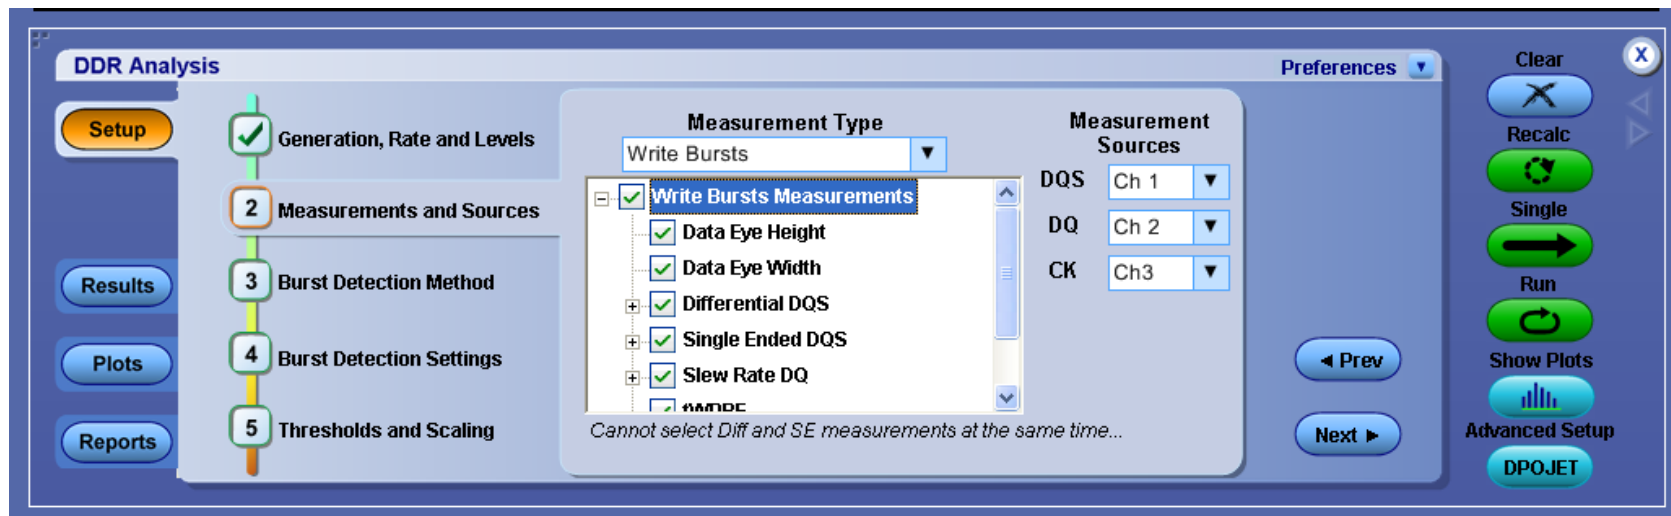 DDR Analysis
Preferences
Clear
X
Setup
Generation, Rate and Levels
Measurement Type
Write Bursts
Measurement
Sources
Recalc
2
Measurements and Sources
Write Bursts Measurements
DQS
Ch 1
Single
Data Eye Height
DQ
Ch 2
Results
3
Burst Detection Method
Data Eye Width
CK
Ch3
Run
Differential DQS
Single Ended DQS
Plots
4
Burst Detection Settings
Slew Rate DQ
Prev
Show Plots
Reports
5
Thresholds and Scaling
Cannot select Diff and SE measurements at the same time...
Next
Advanced Setup
DPOJET